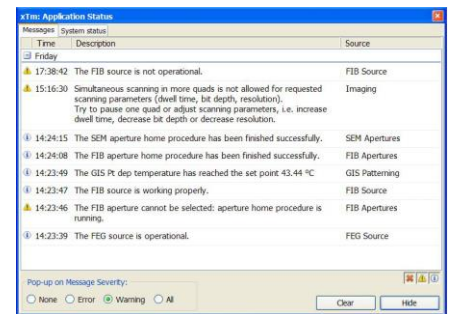 xTm: Application Status
Messages System status
Time Description Source
Friday
17:38:42 The FIB source is not operational. FIB Source
15:16:30 Simultaneous scanning in more quads is not allowed for requested Imaging
scanning parameters (dwell time, bit depth, resolution).
Try to pause one quad or adjust scanning parameters, i.e. increase
dwell time, decrease bit depth or decrease resolution.
14:24:15 The SEM aperture home procedure has been finished successfully. SEM Apertures
14:24:08 The FIB aperture home procedure has been finished successfully. FIB Apertures
14:23:49 The GIS Pt dep temperature has reached the set point 43.44 ºC GIS Patterning
14:23:47 The FIB source is working properly. FIB Source
14:23:46 The FIB aperture cannot be selected: aperture home procedure is FIB Apertures
running.
14:23:39 The FEG source is operational. FEG Source
Pop-up on Message Severity:
None Error Warning All
Clear Hide